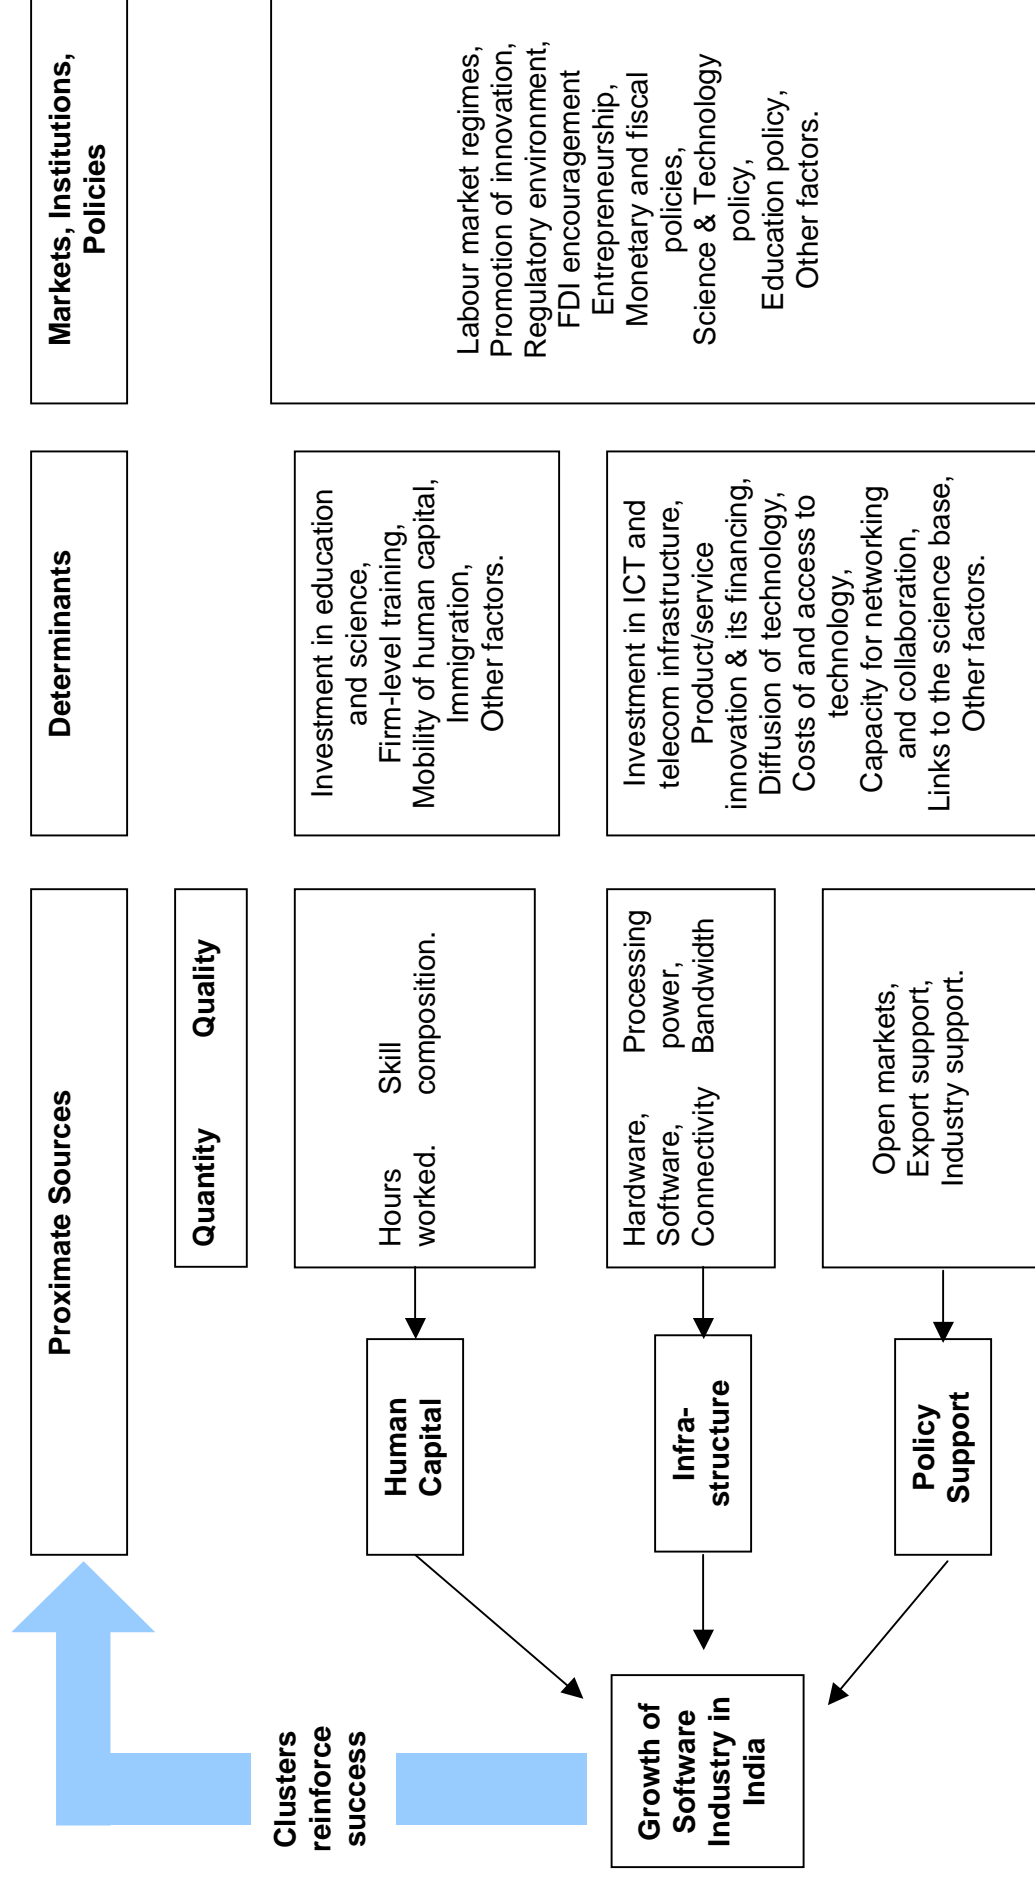 Proximate Sources
Determinants
Markets, Institutions,
Policies
Quantity Quality
Clusters
reinforce
success
Human
Capital
Hours
worked.
Skill
composition.
Investment in education
and science,
Firm-level training,
Mobility of human capital,
Immigration,
Other factors.
Labour market regimes,
Promotion of innovation,
Regulatory environment,
FDI encouragement
Entrepreneurship,
Monetary and fiscal
policies,
Science & Technology
policy,
Education policy,
Other factors.
Growth of
Software
Industry in
India
Infra-
structure
Hardware,
Software,
Connectivity
Processing
power,
Bandwidth
Investment in ICT and
telecom infrastructure,
Product/service
innovation & its financing,
Diffusion of technology,
Costs of and access to
technology,
Capacity for networking
and collaboration,
Links to the science base,
Other factors.
Policy
Support
Open markets,
Export support,
Industry support.